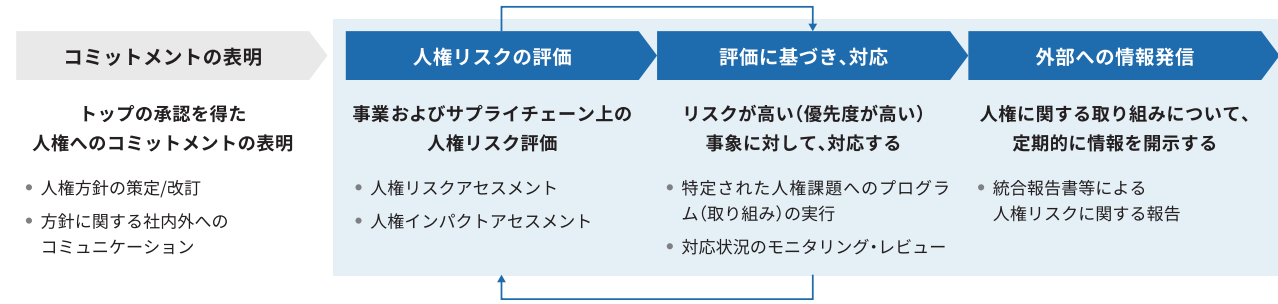 コミットメントの表明
トップの承認を得た
人権へのコミットメントの表明
• 人権方針の策定/改訂
• 方針に関する社内外への
コミュニケーション
人権リスクの評価
事業およびサプライチェーン上の
人権リスク評価
• 人権リスクアセスメント
• 人権インパクトアセスメント
評価に基づき、対応
リスクが高い(優先度が高い)
事象に対して、対応する
• 特定された人権課題へのプログラ
ム(取り組み)の実行
• 対応状況のモニタリング・レビュー
外部への情報発信
人権に関する取り組みについて、
定期的に情報を開示する
• 統合報告書等による
人権リスクに関する報告